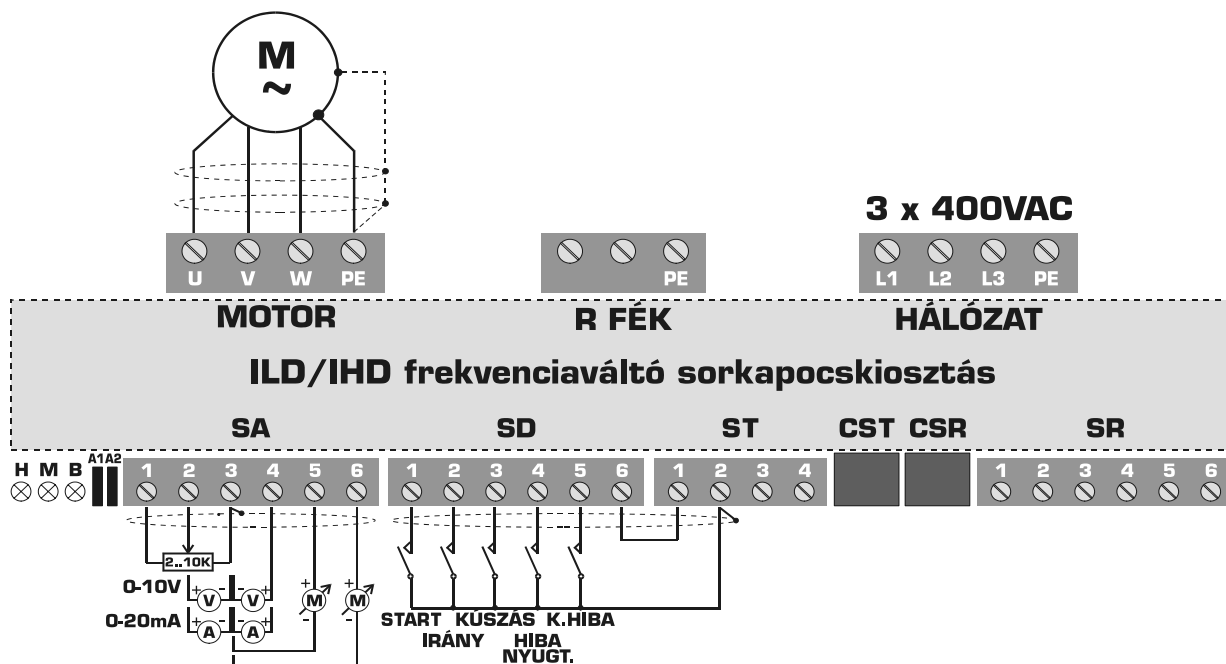 M
~
3 x 400VAC
U V W PE
PE
L1 L2 L3 PE
MOTOR R FÉK HÁLÓZAT
ILD/IHD frekvenciaváltó sorkapocskiosztás
SA SD ST CST CSR SR
H M B A1 A2
1 2 3 4 5 6
1 2 3 4 5 6
1 2 3 4
1 2 3 4 5 6
2..10K
0-10V + V - - V + + M - + M -
0-20mA + A - - A +
START KÚSZÁS K.HIBA
IRÁNY HIBA
NYUGT.